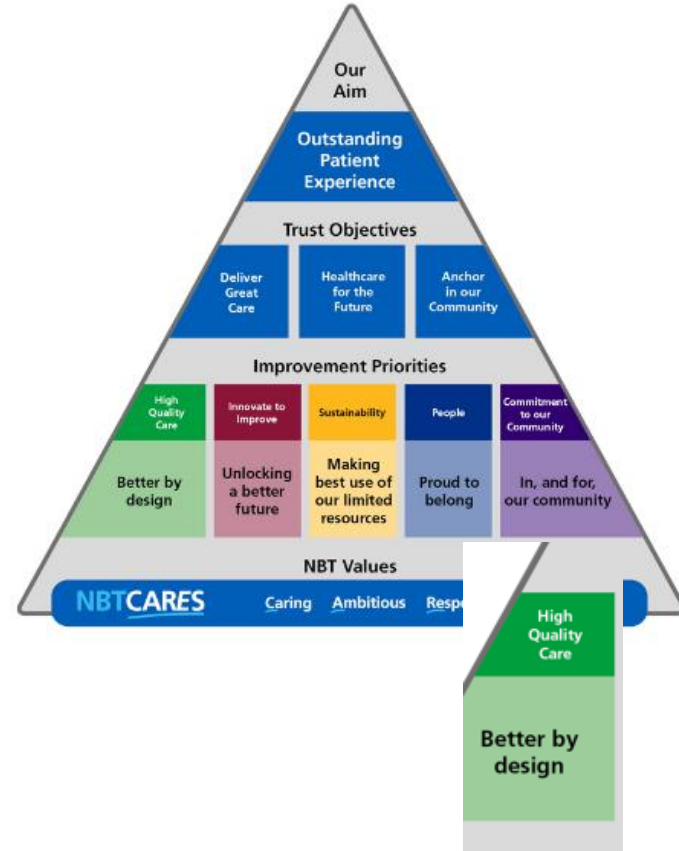 Our
Aim
Outstanding
Patient
Experience
Trust Objectives
Deliver
Great
Care
Healthcare
for the
Future
Anchor
in our
Community
Improvement Priorities
High
Quality
Care
Innovate to
Improve
Sustainability
People
Commitment
to our
Community
Better by
design
Unlocking
a better
future
Making
best use of
our limited
resources
Proud to
belong
In, and for,
our community
NBT Values
NBTCARES Caring Ambitious Respe
High
Quality
Care
Better by
design